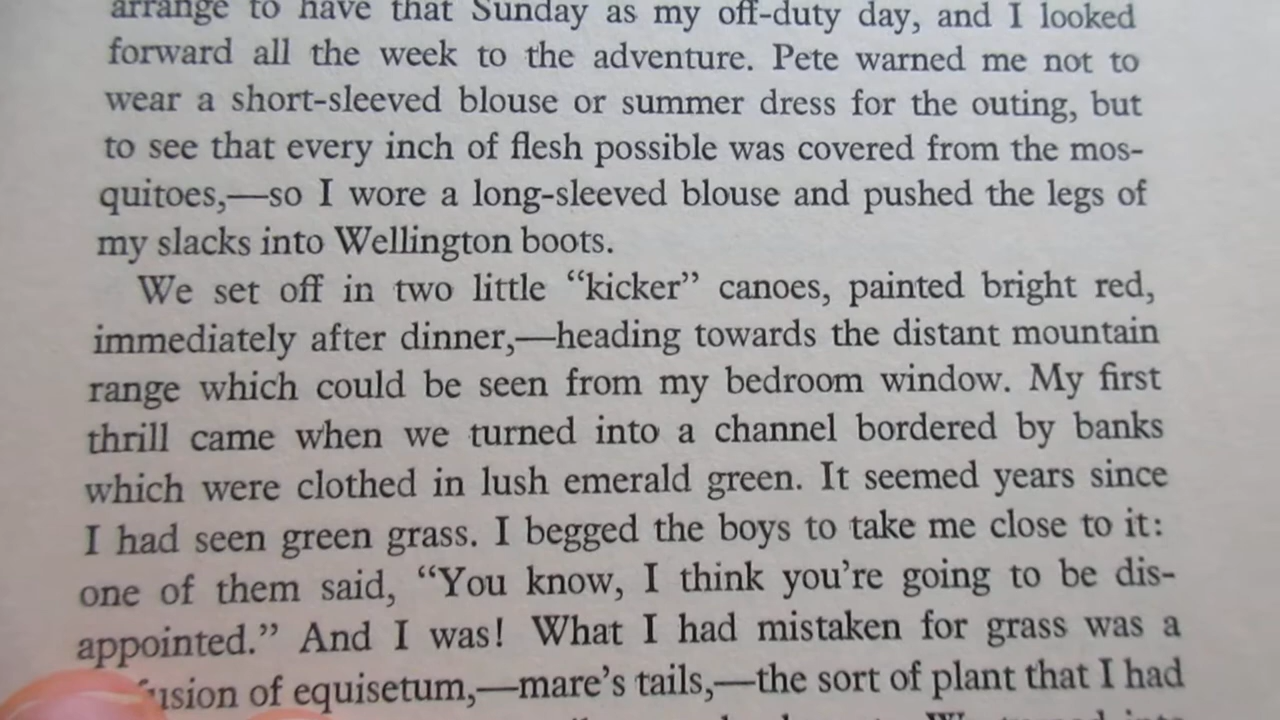 arrange to have that Sunday as my off-duty day, and I looked
forward all the week to the adventure. Pete warned me not to
wear a short-sleeved blouse or summer dress for the outing, but
to see that every inch of flesh possible was covered from the mos-
quitoes,—so I wore a long-sleeved blouse and pushed the legs of
my slacks into Wellington boots.
We set off in two little “kicker” canoes, painted bright red,
immediately after dinner,—heading towards the distant mountain
range which could be seen from my bedroom window. My first
thrill came when we turned into a channel bordered by banks
which were clothed in lush emerald green. It seemed years since
I had seen green grass. I begged the boys to take me close to it:
one of them said, “You know, I think you’re going to be dis-
appointed.” And I was! What I had mistaken for grass was a
of equisetum,—mare’s tails,—the sort of plant that I had